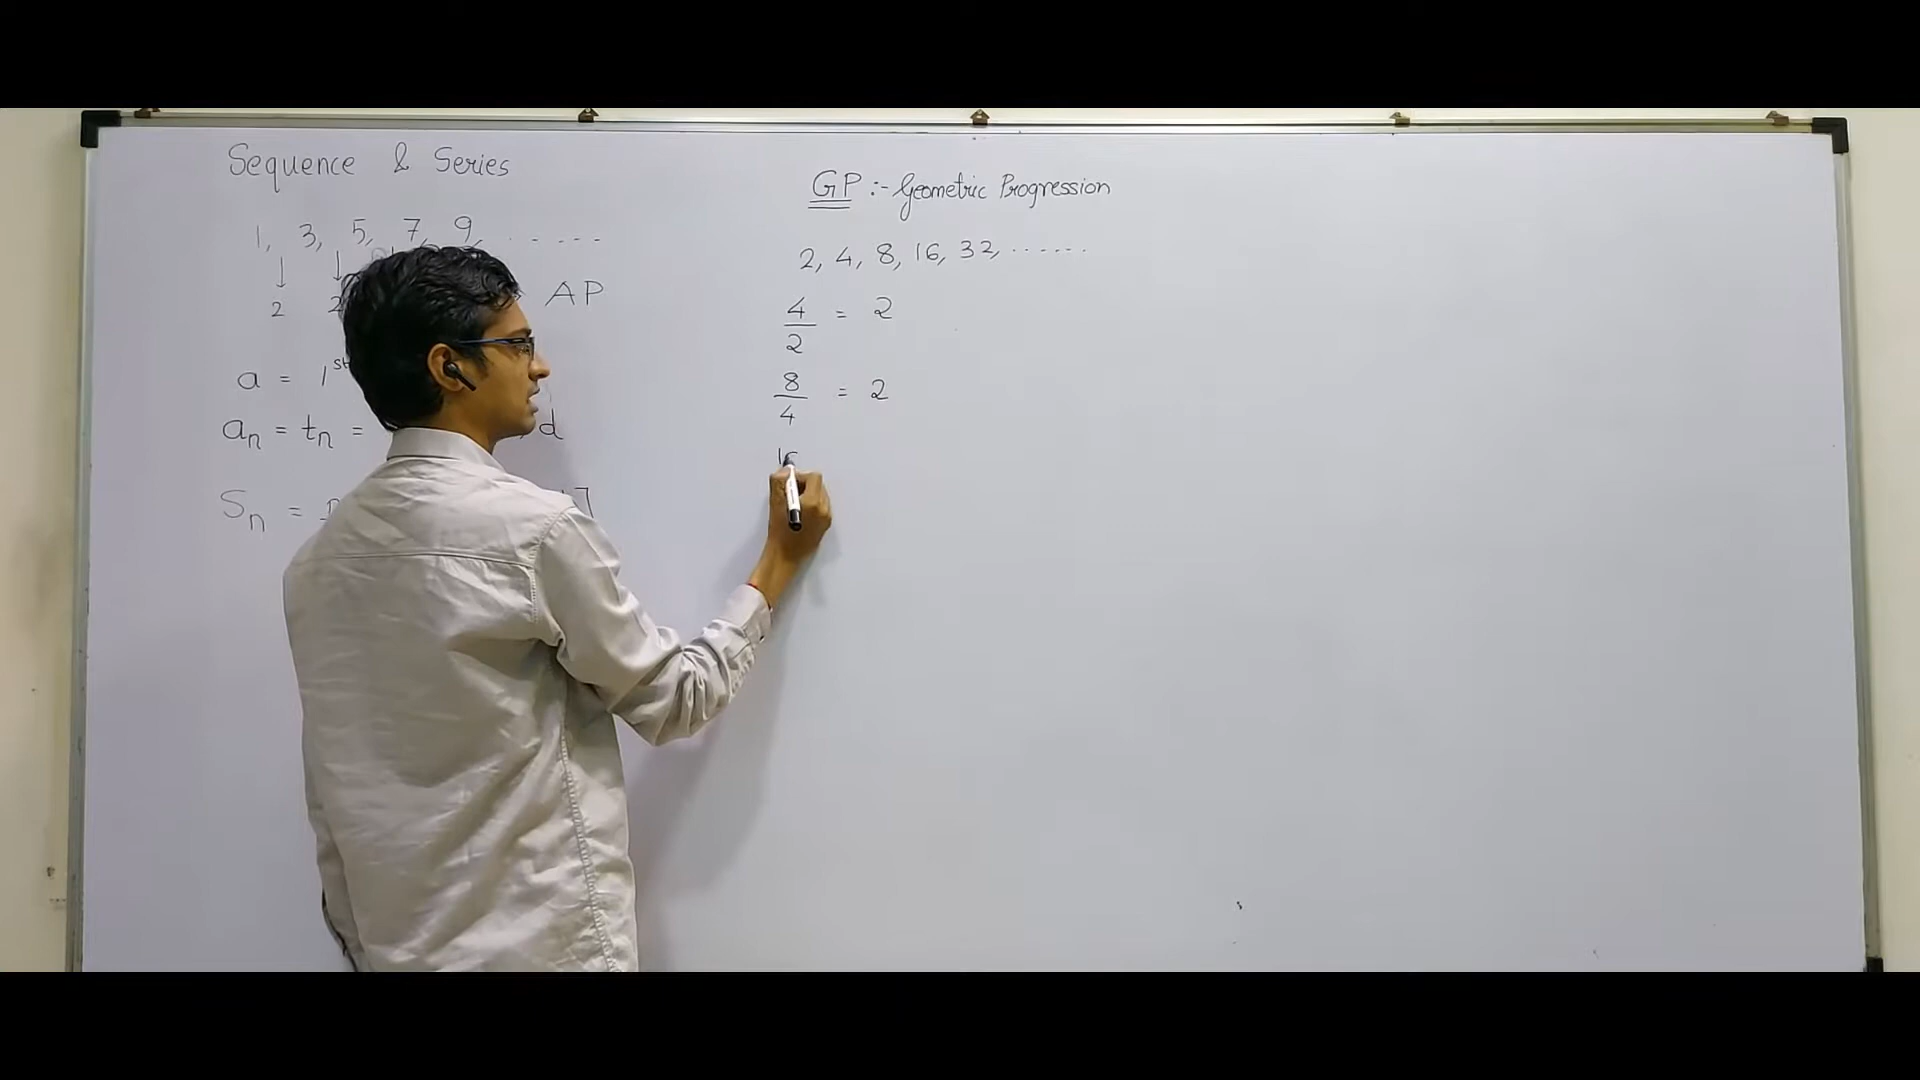 Sequence & Series
1, 3, 5, 7, 9, ......
↓ ↓
2 2 AP
a = 1st
an = tn = d
Sn =
GP :- Geometric Progression
2, 4, 8, 16, 32, ......
4/2 = 2
8/4 = 2